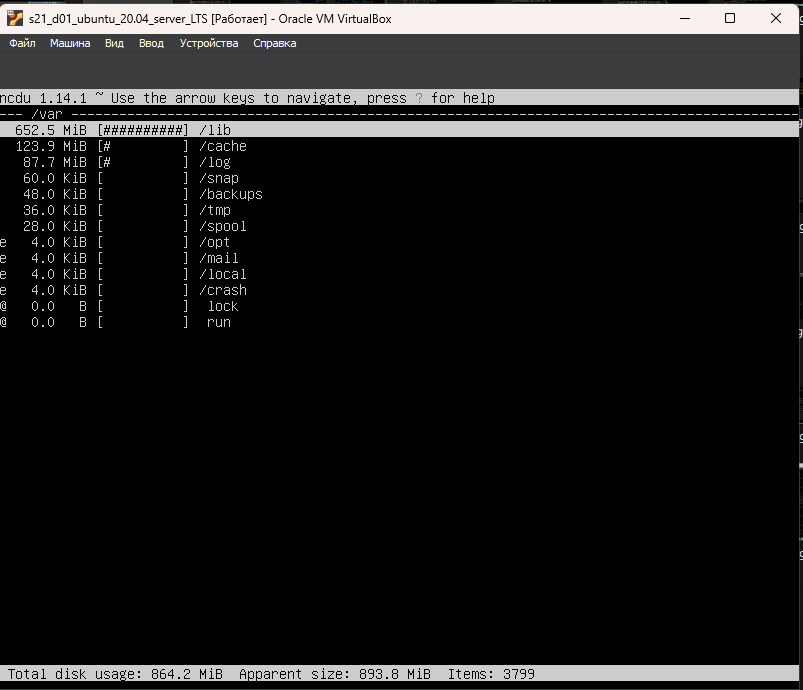 s21_d01_ubuntu_20.04_server_LTS [Работает] - Oracle VM VirtualBox
Файл Машина Вид Ввод Устройства Справка
ncdu 1.14.1 ~ Use the arrow keys to navigate, press ? for help
--- /var ---
652.5 MiB [##########] /lib
123.9 MiB [#         ] /cache
87.7 MiB [#         ] /log
60.0 KiB [          ] /snap
48.0 KiB [          ] /backups
36.0 KiB [          ] /tmp
28.0 KiB [          ] /spool
e 4.0 KiB [          ] /opt
e 4.0 KiB [          ] /mail
e 4.0 KiB [          ] /local
e 4.0 KiB [          ] /crash
@ 0.0 B [          ] lock
@ 0.0 B [          ] run
Total disk usage: 864.2 MiB Apparent size: 893.8 MiB Items: 3799